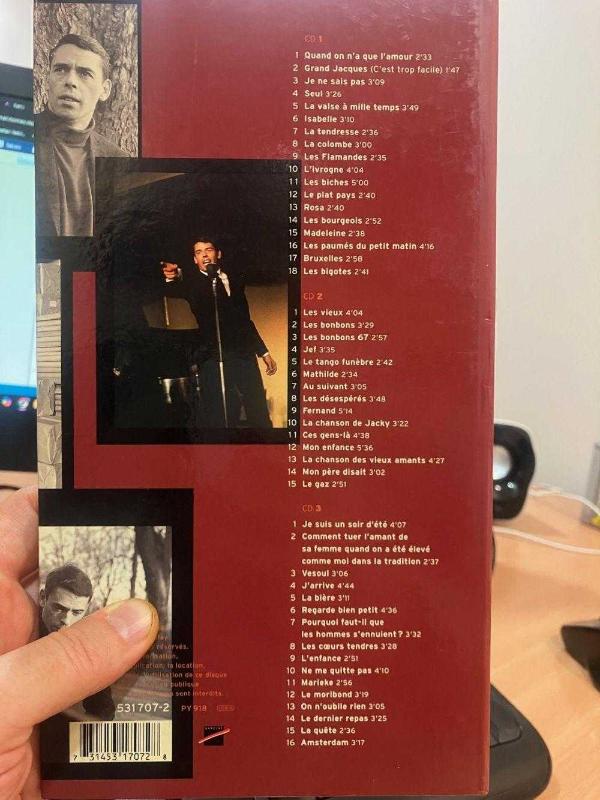 CD 1
1 Quand on n'a que l'amour 2'33
2 Grand Jacques (C'est trop facile) 1'47
3 Je ne sais pas 3'09
4 Seul 3'26
5 La valse à mille temps 3'49
6 Isabelle 3'10
7 La tendresse 2'36
8 La colombe 3'00
9 Les Flamandes 2'35
10 L'ivrogne 4'04
11 Les biches 5'00
12 Le plat pays 2'40
13 Rosa 2'40
14 Les bourgeois 2'52
15 Madeleine 2'38
16 Les paumés du petit matin 4'16
17 Bruxelles 2'58
18 Les bigotes 2'41
CD 2
1 Les vieux 4'04
2 Les bonbons 3'29
3 Les bonbons 67 2'57
4 Jef 3'35
5 Le tango funèbre 2'42
6 Mathilde 2'34
7 Au suivant 3'05
8 Les désespérés 3'48
9 Fernand 5'14
10 La chanson de Jacky 3'22
11 Ces gens-là 4'38
12 Mon enfance 5'36
13 La chanson des vieux amants 4'27
14 Mon père disait 3'02
15 Le gaz 2'51
CD 3
1 Je suis un soir d'été 4'07
2 Comment tuer l'amant de
sa femme quand on a été élevé
comme moi dans la tradition 2'37
3 Vesoul 3'06
4 J'arrive 4'44
5 La bière 3'11
6 Regarde bien petit 4'36
7 Pourquoi faut-il que
les hommes s'ennuient? 3'32
8 Les cœurs tendres 3'28
9 L'enfance 2'51
10 Ne me quitte pas 4'10
11 Marieke 2'56
12 Le moribond 3'19
13 On n'oublie rien 3'05
14 Le dernier repas 3'25
15 La quête 2'36
16 Amsterdam 3'17
réservés.
la location,
l'utilisation de ce disque
publique
sont interdits.
531707-2 PY 918
7 31453 17072 8